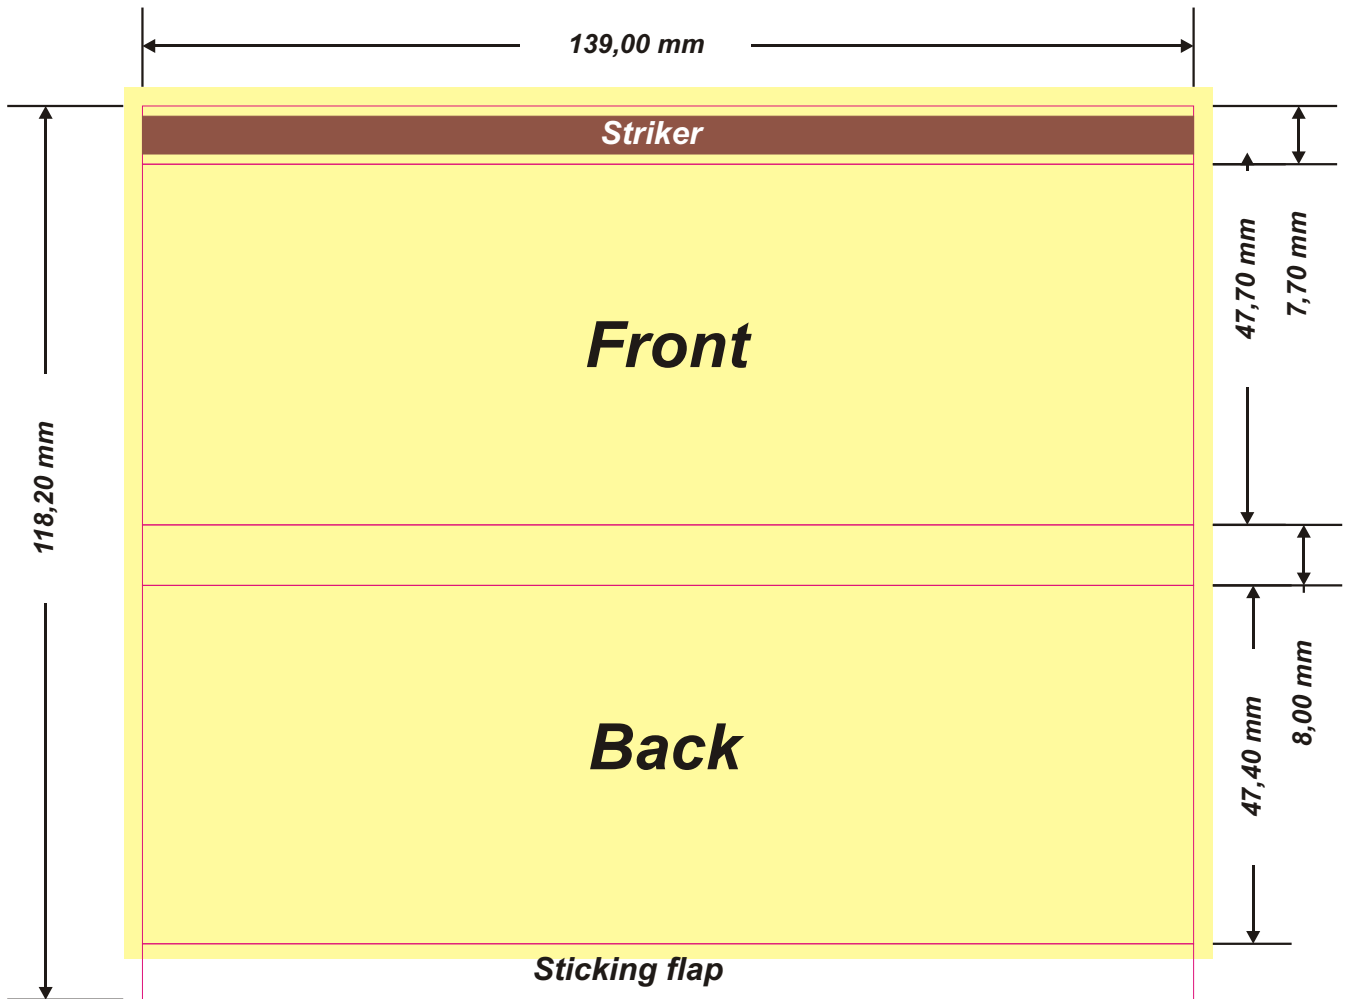 139,00 mm
Striker
47,70 mm
7,70 mm
Front
118,20 mm
8,00 mm
47,40 mm
Back
Sticking flap